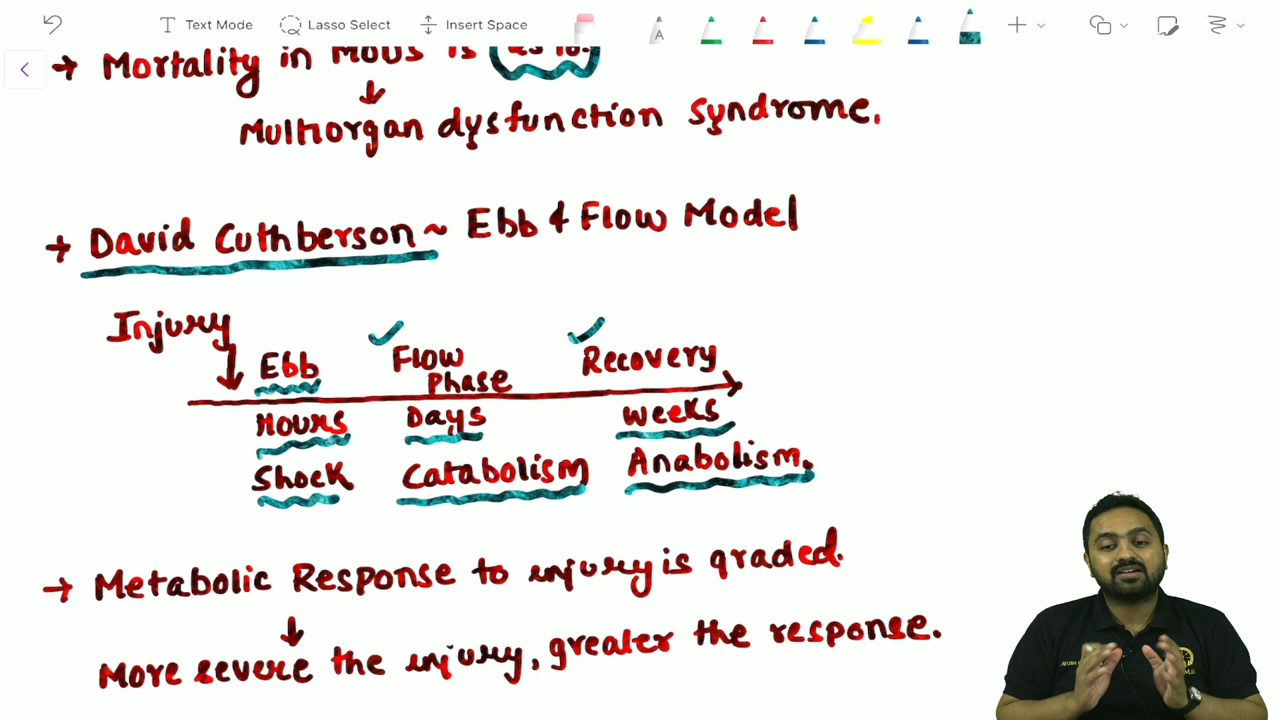 Text Mode Lasso Select Insert Space
→ Mortality in MODS is
↓
Multiorgan dysfunction Syndrome.
→ David Cuthberson ~ Ebb & Flow Model
Injury
Ebb Flow Phase Recovery
Hours Days Weeks
Shock Catabolism Anabolism.
→ Metabolic Response to injury is graded.
↓
More severe the injury, greater the response.